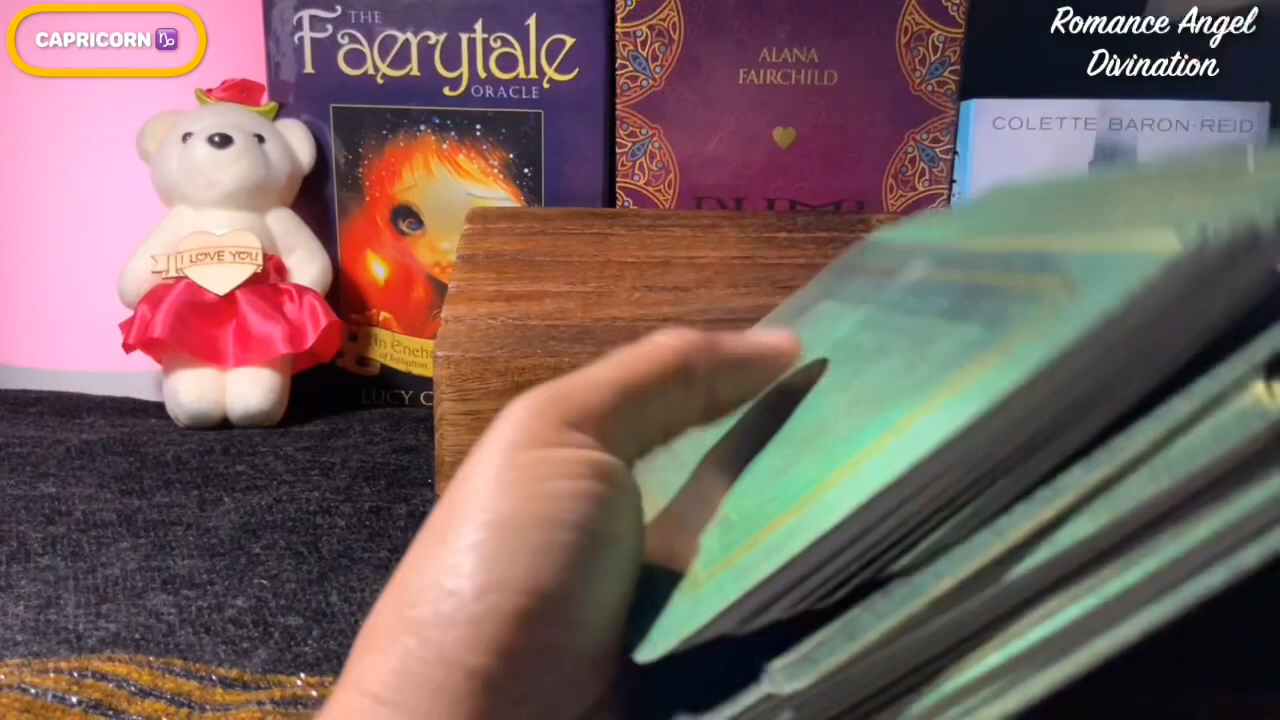 CAPRICORN ♑
THE
Faerytale
ORACLE
ALANA
FAIRCHILD
Romance Angel
Divination
COLETTE BARON-REID
I LOVE YOU
LUCY